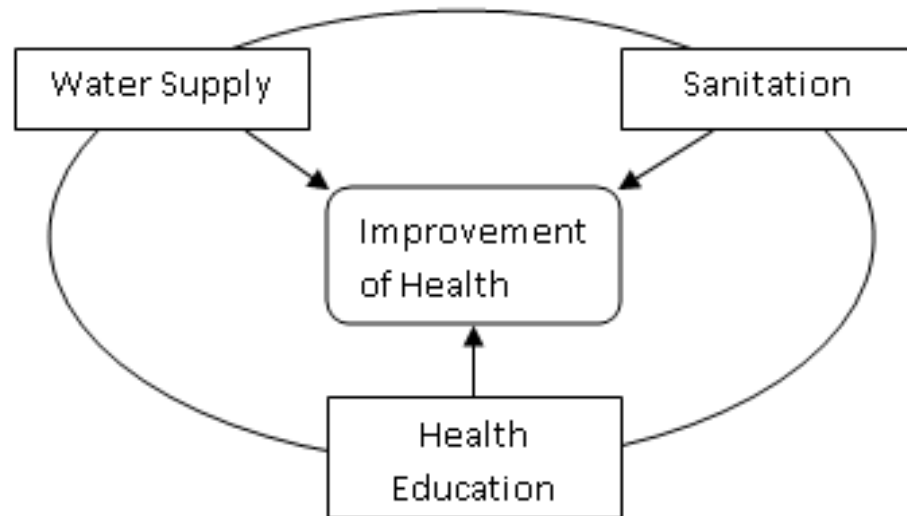 Water Supply
Sanitation
Improvement
of Health
Health
Education